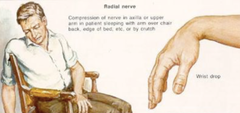 Radial nerve
Compression of nerve in axilla or upper
arm in patient sleeping with arm over chair
back, edge of bed, etc. or by crutch
Wrist drop